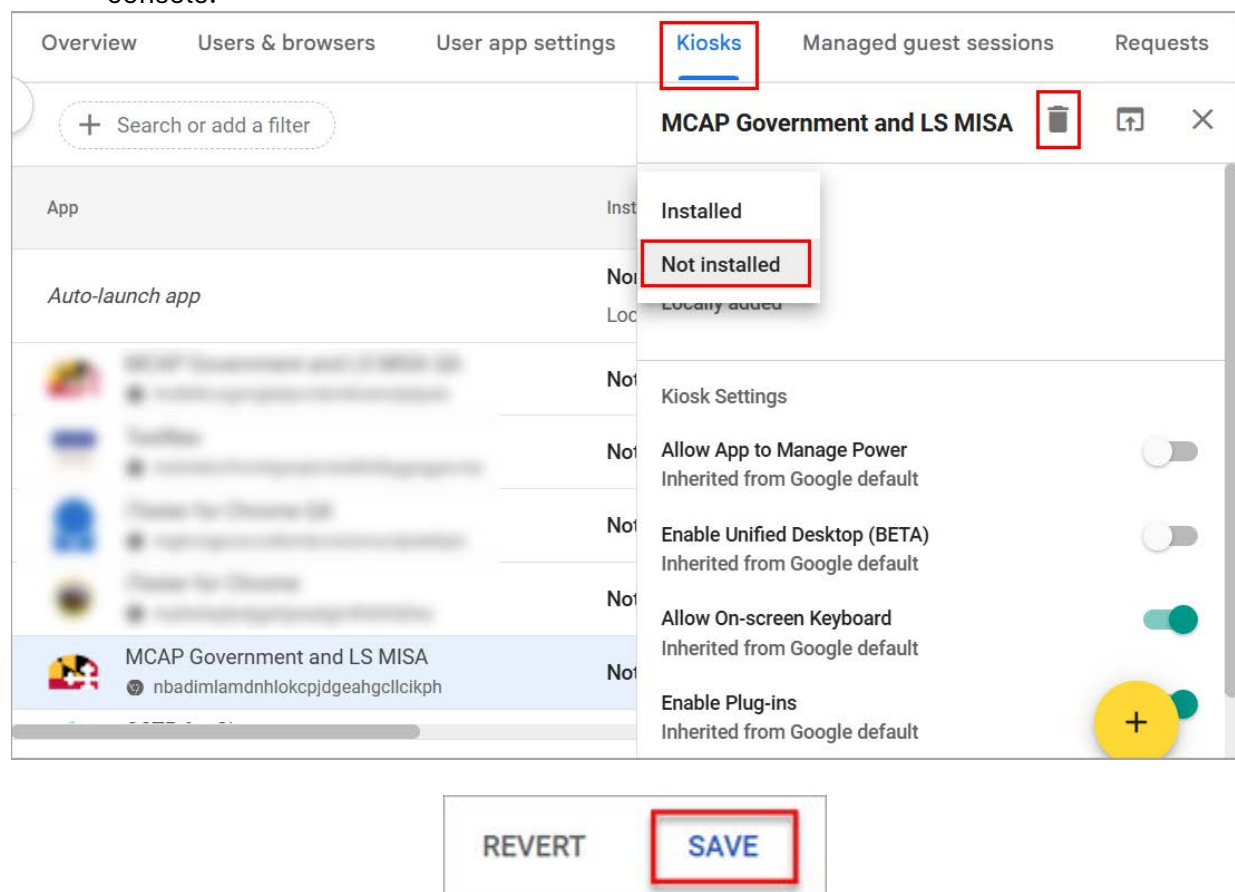 Overview Users & browsers User app settings Kiosks Managed guest sessions Requests
+ Search or add a filter
MCAP Government and LS MISA
App
Inst
Installed
Not installed
Locally added
Auto-launch app
Loc
Not
Not
Not
Not
MCAP Government and LS MISA
nbadimlamdnhlokcpjdgeahgcllcikph
Not
Kiosk Settings
Allow App to Manage Power
Inherited from Google default
Enable Unified Desktop (BETA)
Inherited from Google default
Allow On-screen Keyboard
Inherited from Google default
Enable Plug-ins
Inherited from Google default
+
REVERT SAVE